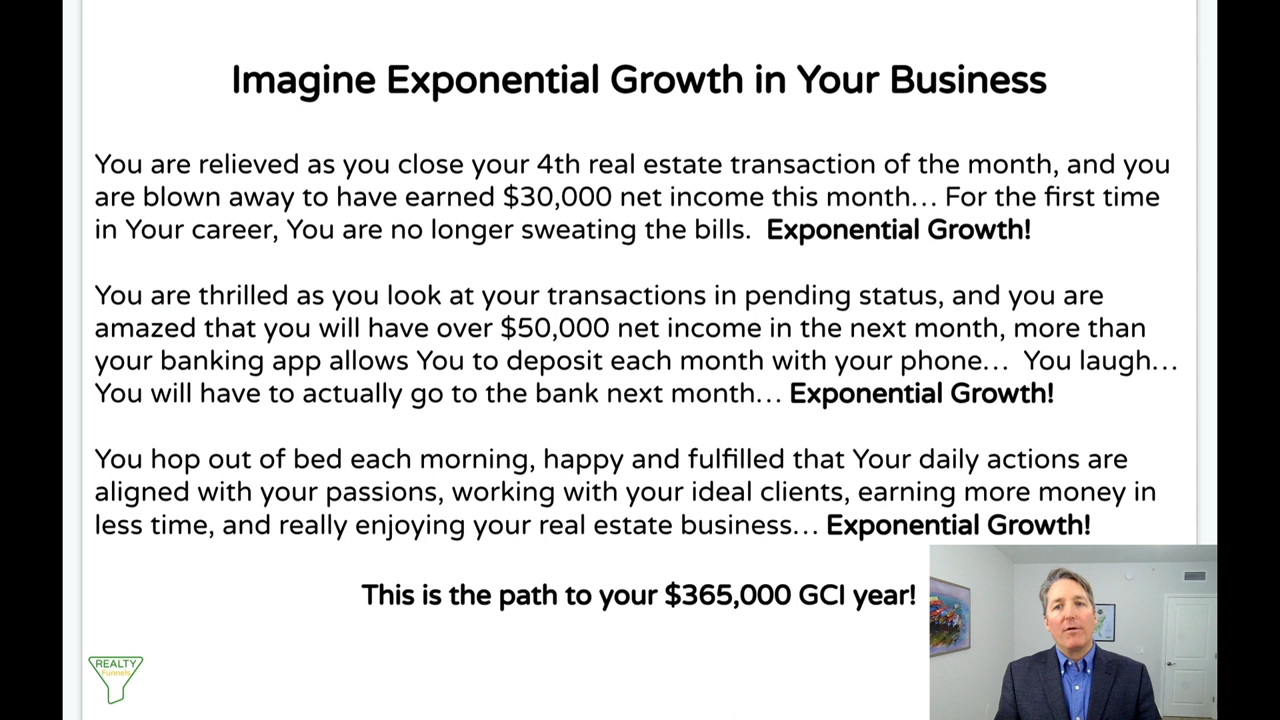 Imagine Exponential Growth in Your Business
You are relieved as you close your 4th real estate transaction of the month, and you
are blown away to have earned $30,000 net income this month... For the first time
in Your career, You are no longer sweating the bills.  Exponential Growth!
You are thrilled as you look at your transactions in pending status, and you are
amazed that you will have over $50,000 net income in the next month, more than
your banking app allows You to deposit each month with your phone...  You laugh...
You will have to actually go to the bank next month... Exponential Growth!
You hop out of bed each morning, happy and fulfilled that Your daily actions are
aligned with your passions, working with your ideal clients, earning more money in
less time, and really enjoying your real estate business... Exponential Growth!
This is the path to your $365,000 GCI year!
REALTY
Funnels